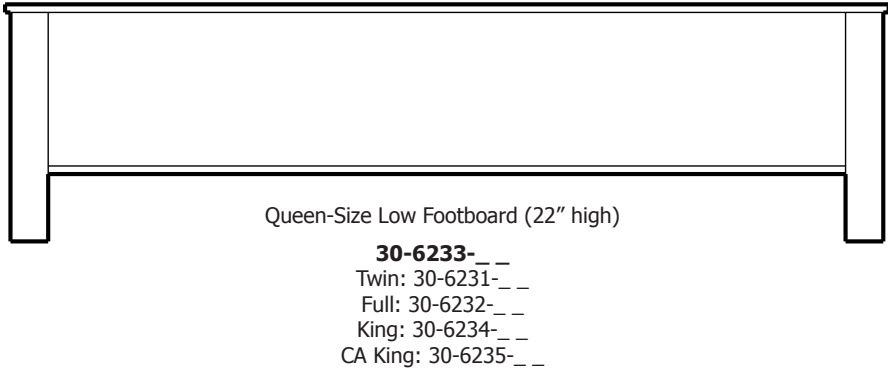 Queen-Size Low Footboard (22” high)
30-6233-_ _
Twin: 30-6231-_ _
Full: 30-6232-_ _
King: 30-6234-_ _
CA King: 30-6235-_ _